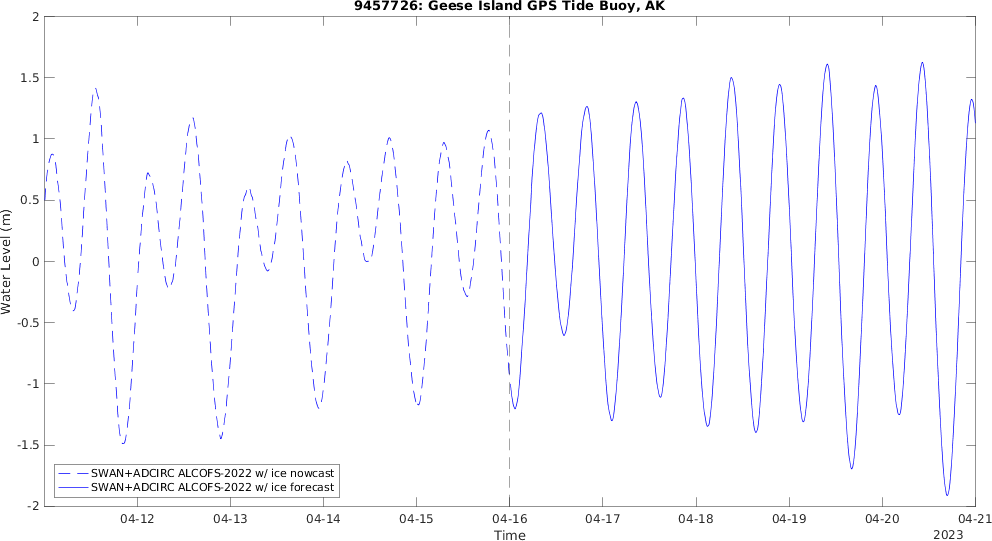 9457726: Geese Island GPS Tide Buoy, AK
2
1.5
1
0.5
0
-0.5
-1
-1.5
-2
Water Level (m)
SWAN+ADCIRC ALCOFS-2022 w/ ice nowcast
SWAN+ADCIRC ALCOFS-2022 w/ ice forecast
04-12 04-13 04-14 04-15 04-16 04-17 04-18 04-19 04-20 04-21
Time
2023